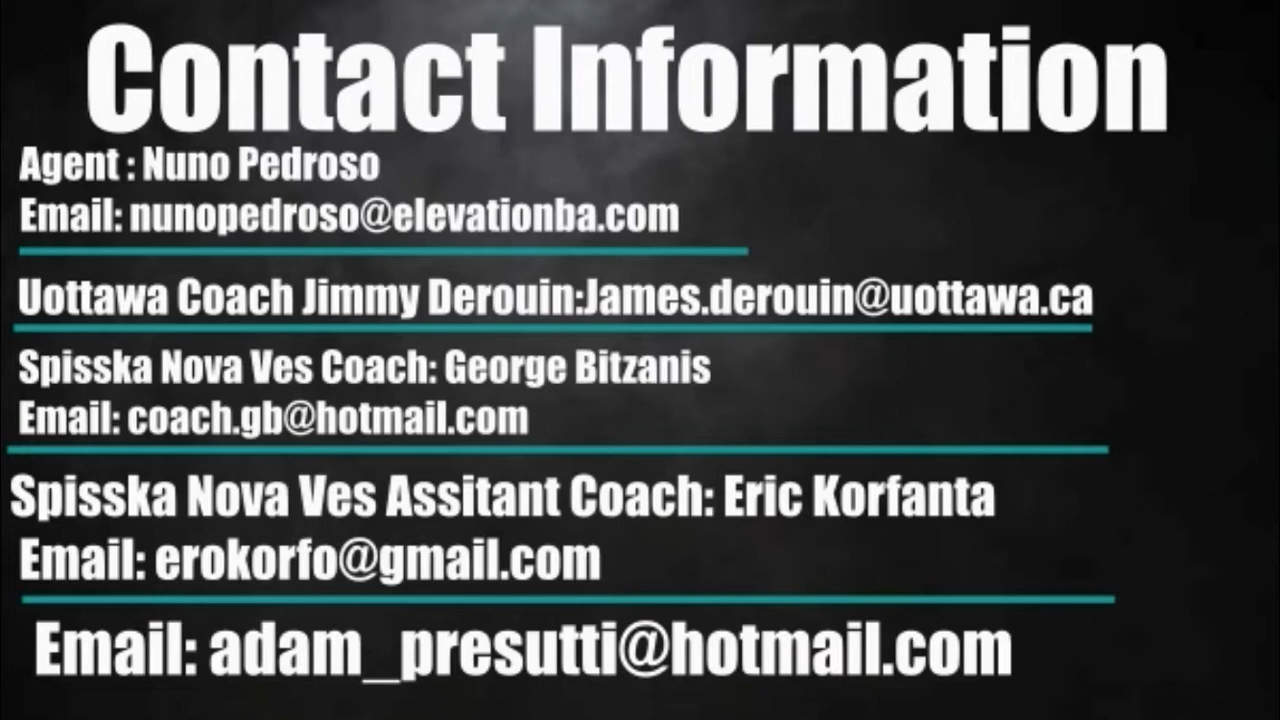 Contact Information
Agent : Nuno Pedroso
Email: nunopedroso@elevationba.com
Uottawa Coach Jimmy Derouin:James.derouin@uottawa.ca
Spisska Nova Ves Coach: George Bitzanis
Email: coach.gb@hotmail.com
Spisska Nova Ves Assitant Coach: Eric Korfanta
Email: erokorfo@gmail.com
Email: adam_presutti@hotmail.com